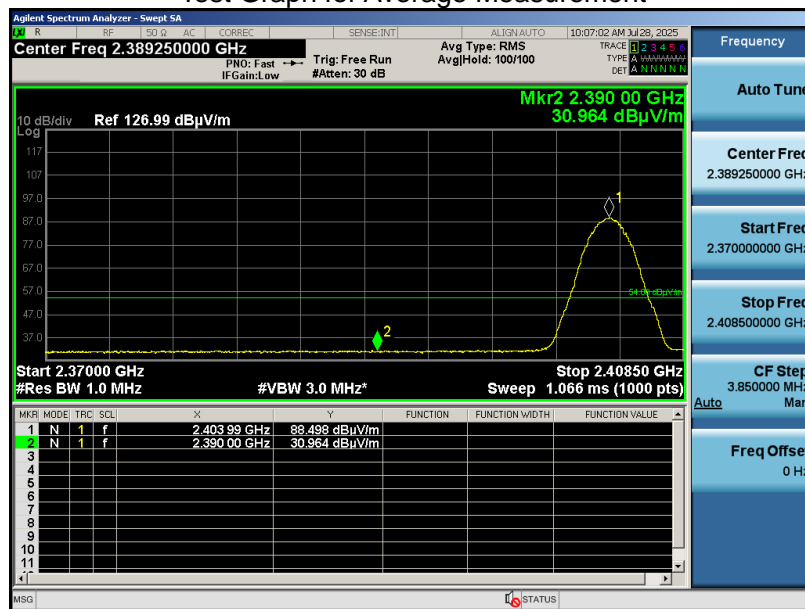 Test Graph for Average Measurement
Agilent Spectrum Analyzer - Swept SA
LXI R RF 50 Ω AC CORREC SENSE:INT ALIGN AUTO 10:07:02 AM Jul 28, 2025
Center Freq 2.389250000 GHz
PNO: Fast
IFGain:Low
Trig: Free Run
#Atten: 30 dB
Avg Type: RMS
Avg|Hold: 100/100
TRACE 1 2 3 4 5 6
TYPE A WWWWW
DET A N N N N N
Mkr2 2.390 00 GHz
30.964 dBµV/m
10 dB/div Ref 126.99 dBµV/m
Log
117
107
97.0
87.0
77.0
67.0
57.0
47.0
37.0
1
2
54.00 dBµV/m
Start 2.37000 GHz Stop 2.40850 GHz
#Res BW 1.0 MHz #VBW 3.0 MHz* Sweep 1.066 ms (1000 pts)
MKR MODE TRC SCL X Y FUNCTION FUNCTION WIDTH FUNCTION VALUE
1 N 1 f 2.403 99 GHz 88.498 dBµV/m
2 N 1 f 2.390 00 GHz 30.964 dBµV/m
3
4
5
6
7
8
9
10
11
MSG STATUS
Frequency
Auto Tune
Center Freq
2.389250000 GHz
Start Freq
2.370000000 GHz
Stop Freq
2.408500000 GHz
CF Step
3.850000 MHz
Auto Man
Freq Offset
0 Hz